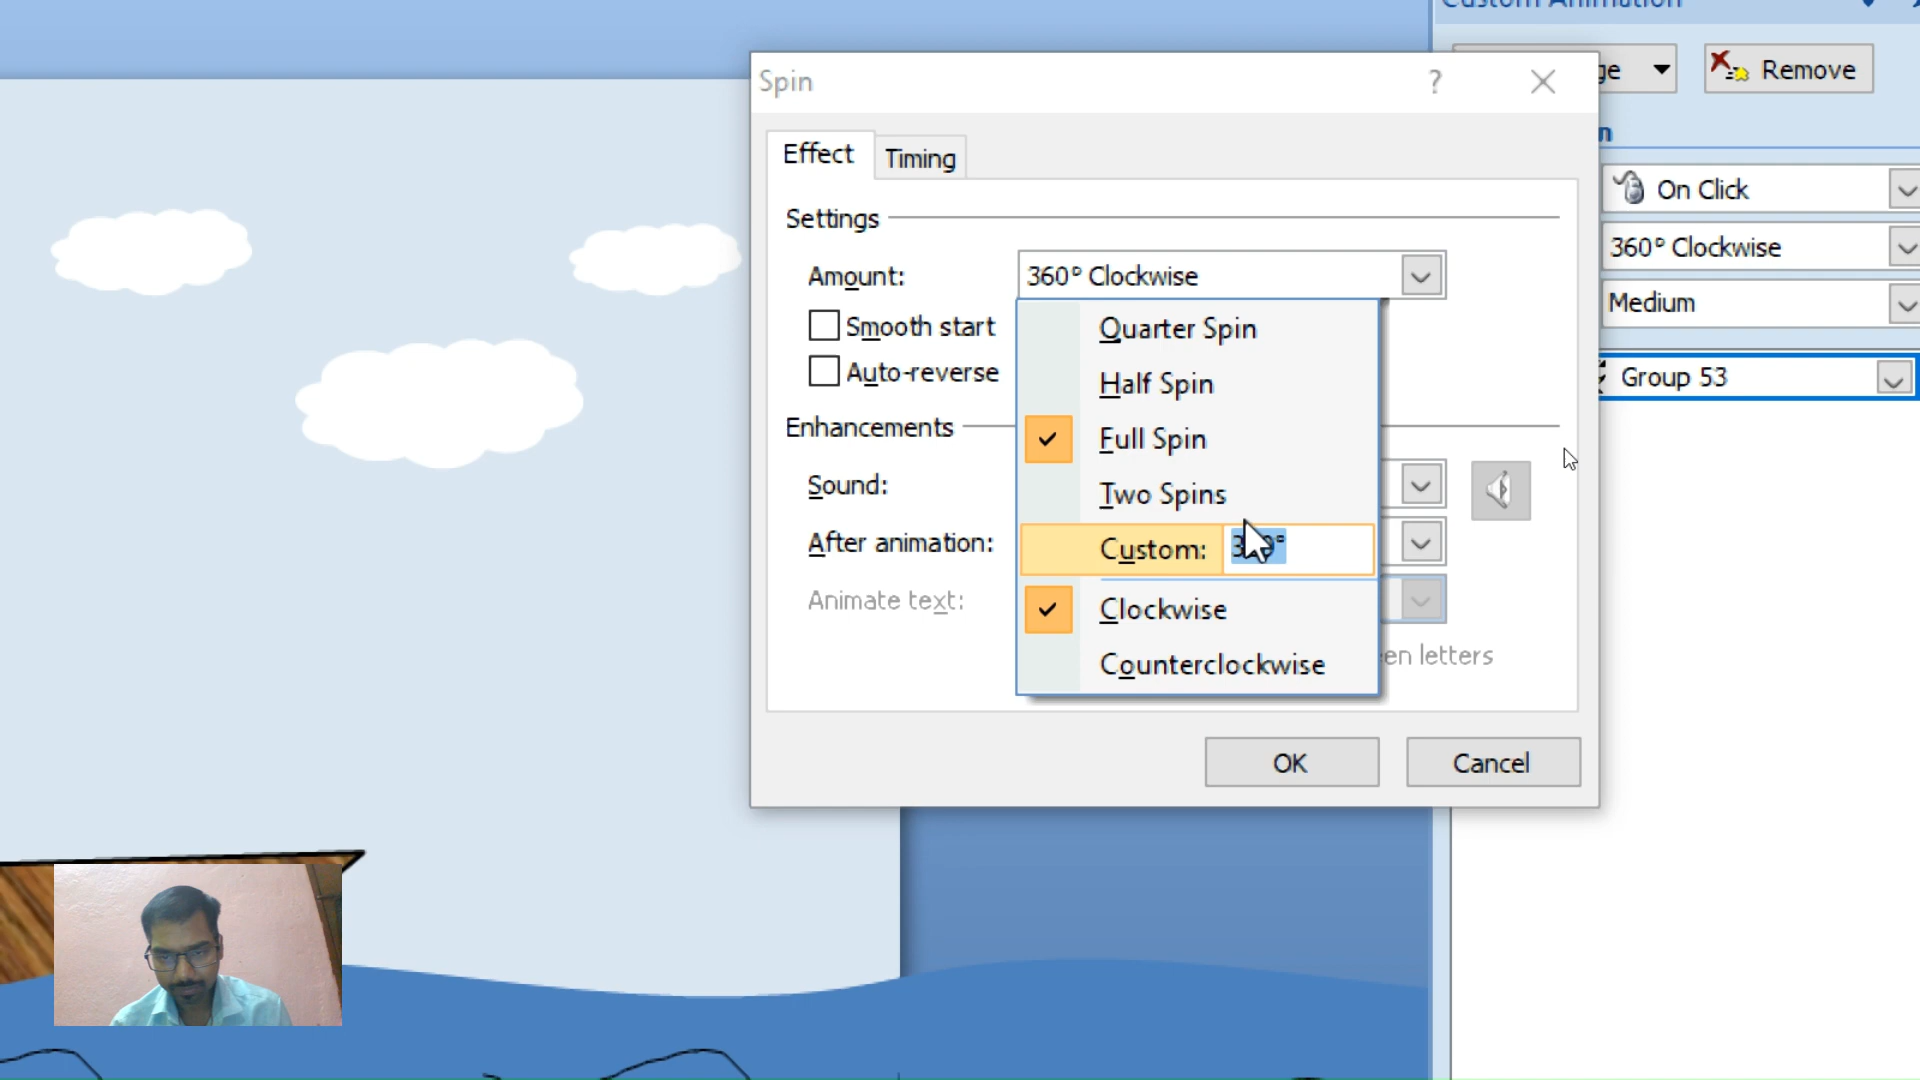 Custom Animation
Spin
?
Remove
Effect
Timing
On Click
Settings
Amount:
360° Clockwise
360° Clockwise
Smooth start
Quarter Spin
Medium
Auto-reverse
Half Spin
Group 53
Enhancements
Full Spin
Sound:
Two Spins
After animation:
Custom:
Animate text:
Clockwise
Counterclockwise
letters
OK
Cancel